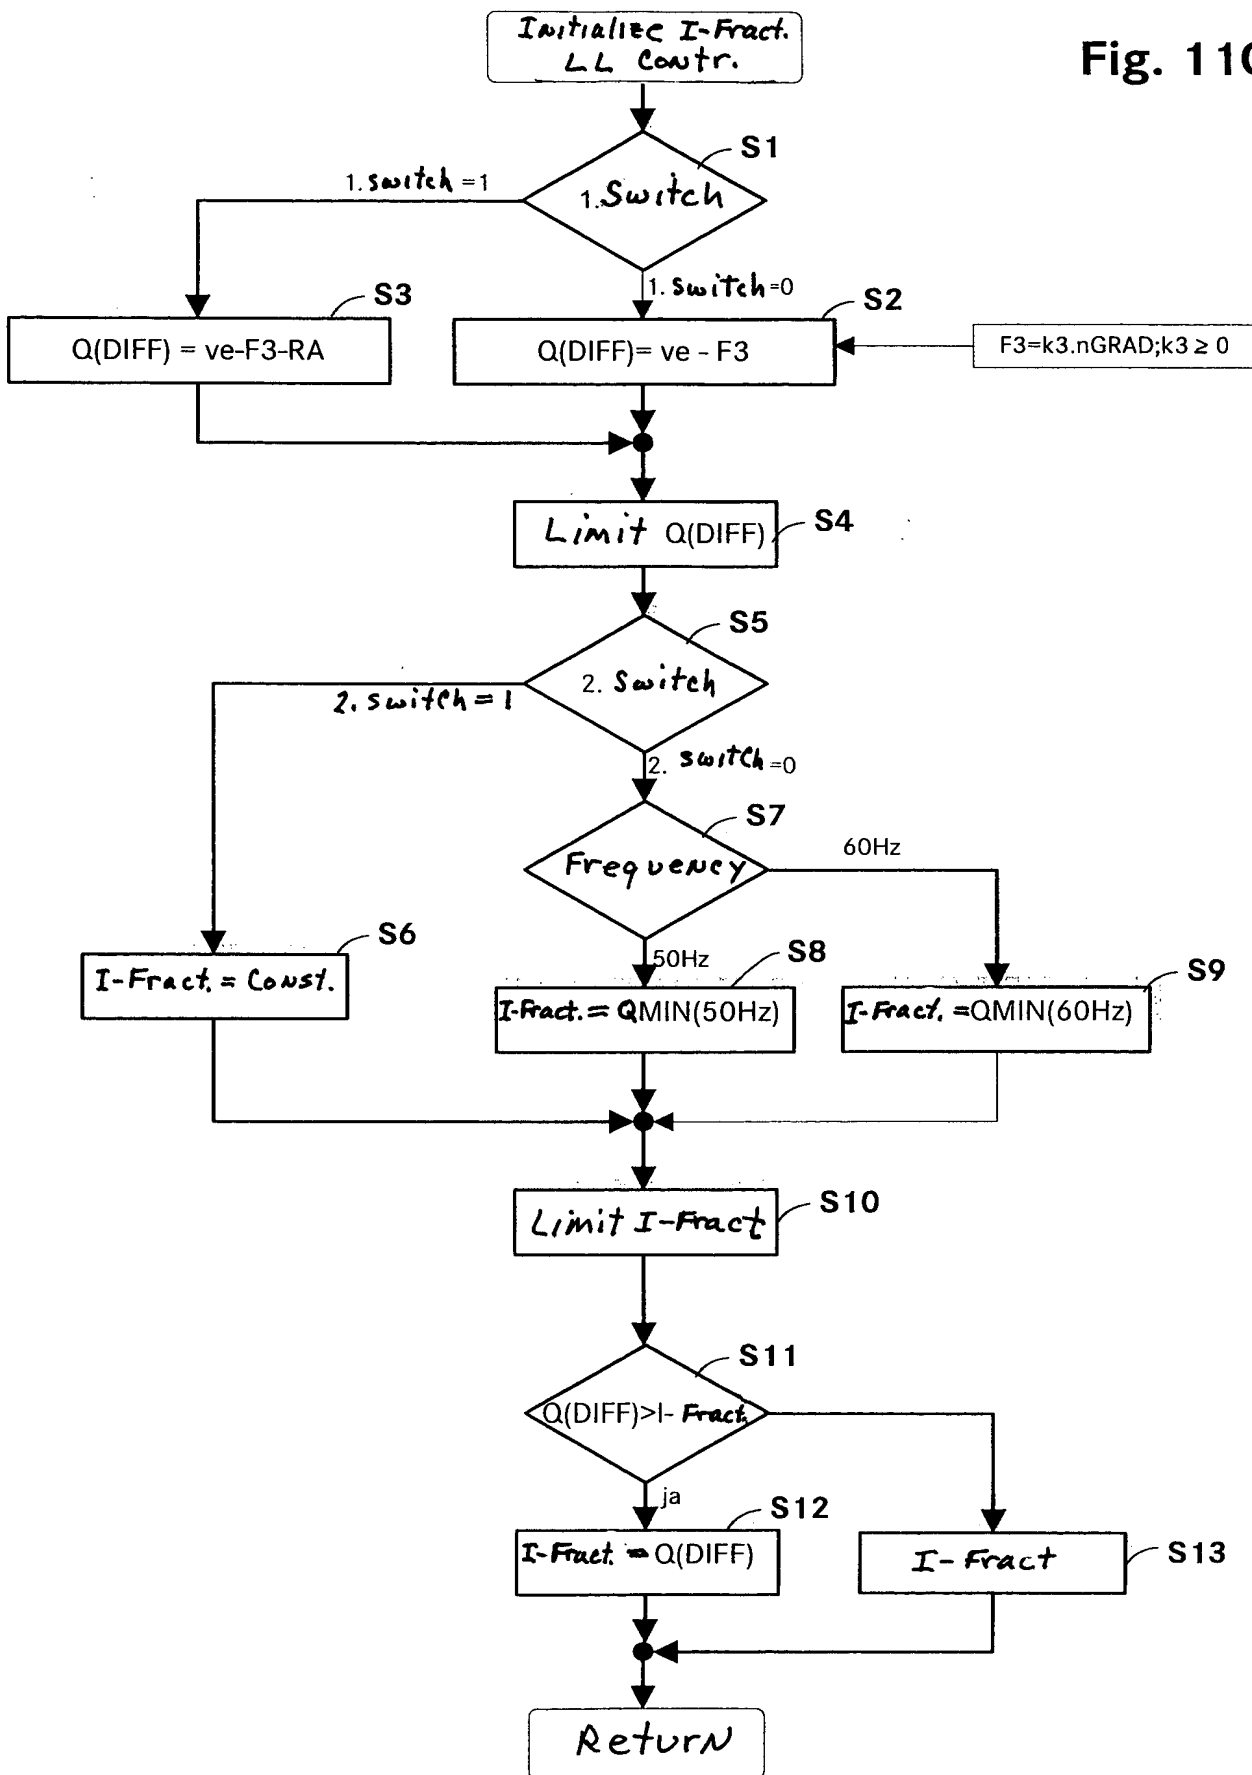 Initialize I-Fract.
LL Contr.
Fig. 110
S1
1.switch=1
1.Switch
1. switch=0
S3
S2
Q(DIFF) = ve-F3-RA
Q(DIFF)= ve - F3
F3=k3.nGRAD;k3 ≥ 0
Limit Q(DIFF)
S4
S5
2. Switch
2. switch = 1
2. switch=0
S7
Frequency
60Hz
S6
I-Fract. = Const.
50Hz
S8
S9
I-Fract. = QMIN(50Hz)
I-Fract. =QMIN(60Hz)
Limit I-Fract
S10
S11
Q(DIFF)>I- Fract.
ja
S12
I-Fract. = Q(DIFF)
I-Fract
S13
Return